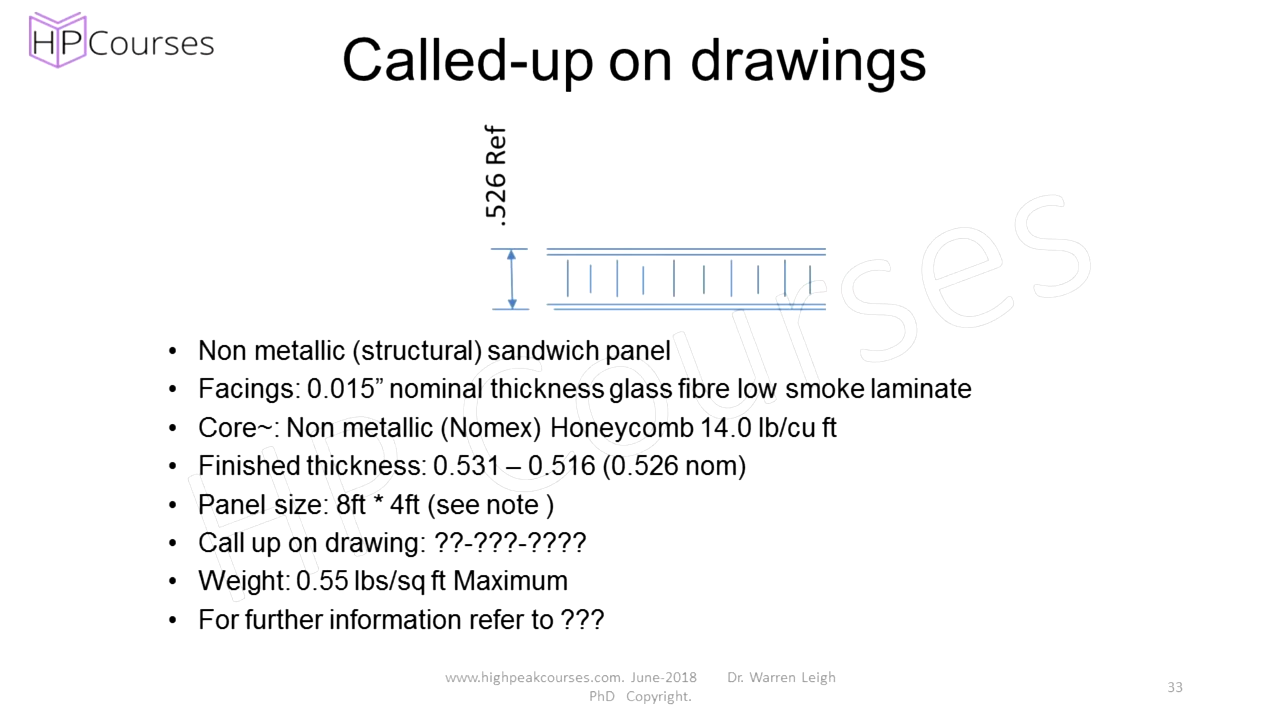 HPCourses
Called-up on drawings
.526 Ref
• Non metallic (structural) sandwich panel
• Facings: 0.015” nominal thickness glass fibre low smoke laminate
• Core~: Non metallic (Nomex) Honeycomb 14.0 lb/cu ft
• Finished thickness: 0.531 – 0.516 (0.526 nom)
• Panel size: 8ft * 4ft (see note )
• Call up on drawing: ??-???-????
• Weight: 0.55 lbs/sq ft Maximum
• For further information refer to ???
HP Courses
www.highpeakcourses.com. June-2018 Dr. Warren Leigh
PhD Copyright.
33